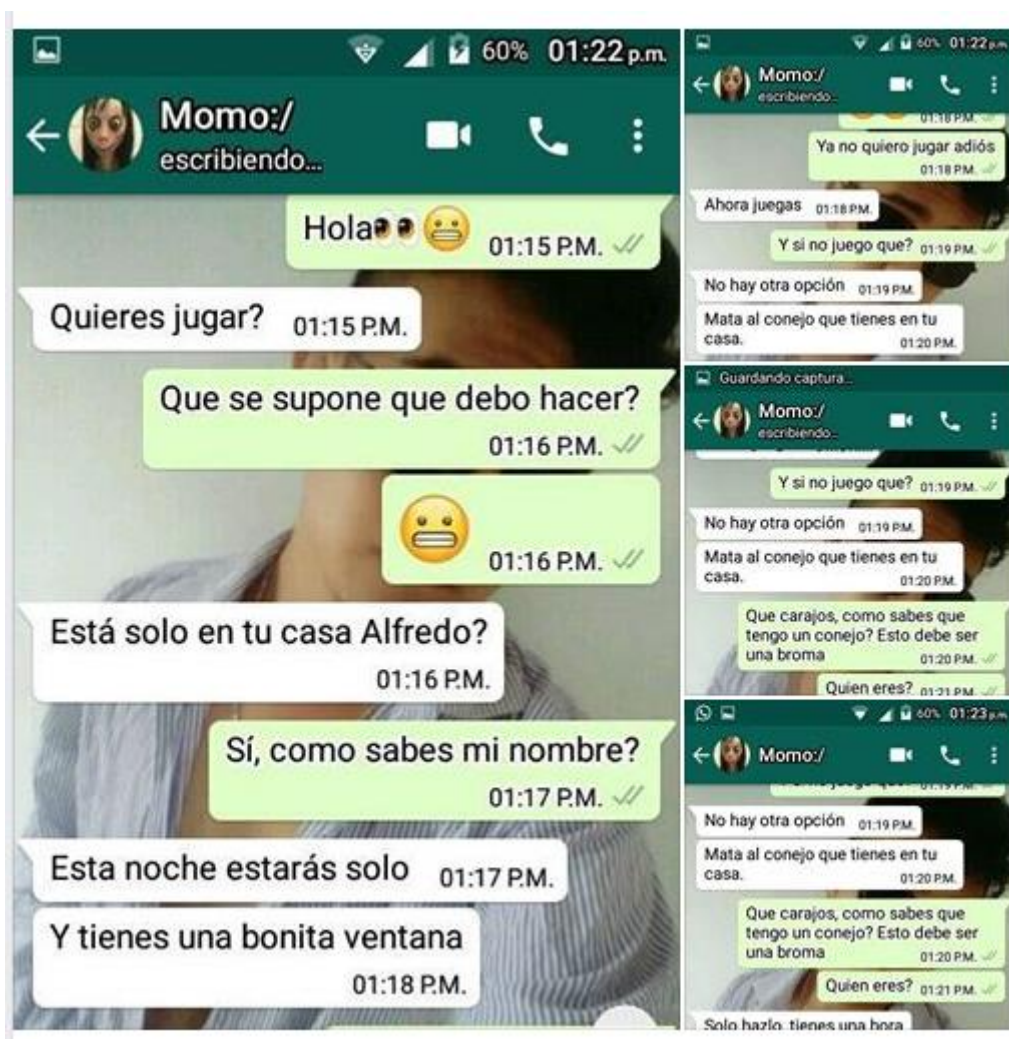 60% 01:22 p.m.
Momo:/
escribiendo...
Hola
01:15 P.M.
Quieres jugar? 01:15 P.M.
Que se supone que debo hacer?
01:16 P.M.
01:16 P.M.
Está solo en tu casa Alfredo?
01:16 P.M.
Sí, como sabes mi nombre?
01:17 P.M.
Esta noche estarás solo 01:17 P.M.
Y tienes una bonita ventana
01:18 P.M.
60% 01:22 p.m.
Momo:/
escribiendo...
01:18 P.M.
Ya no quiero jugar adiós
01:18 P.M.
Ahora juegas 01:18 P.M.
Y si no juego que? 01:19 P.M.
No hay otra opción 01:19 P.M.
Mata al conejo que tienes en tu
casa. 01:20 P.M.
Guardando captura...
Momo:/
escribiendo...
Y si no juego que? 01:19 P.M.
No hay otra opción 01:19 P.M.
Mata al conejo que tienes en tu
casa. 01:20 P.M.
Que carajos, como sabes que
tengo un conejo? Esto debe ser
una broma 01:20 P.M.
Quien eres? 01:21 P.M.
60% 01:23 p.m.
Momo:/
No hay otra opción 01:19 P.M.
Mata al conejo que tienes en tu
casa. 01:20 P.M.
Que carajos, como sabes que
tengo un conejo? Esto debe ser
una broma 01:20 P.M.
Quien eres? 01:21 P.M.
Solo hazlo, tienes una hora